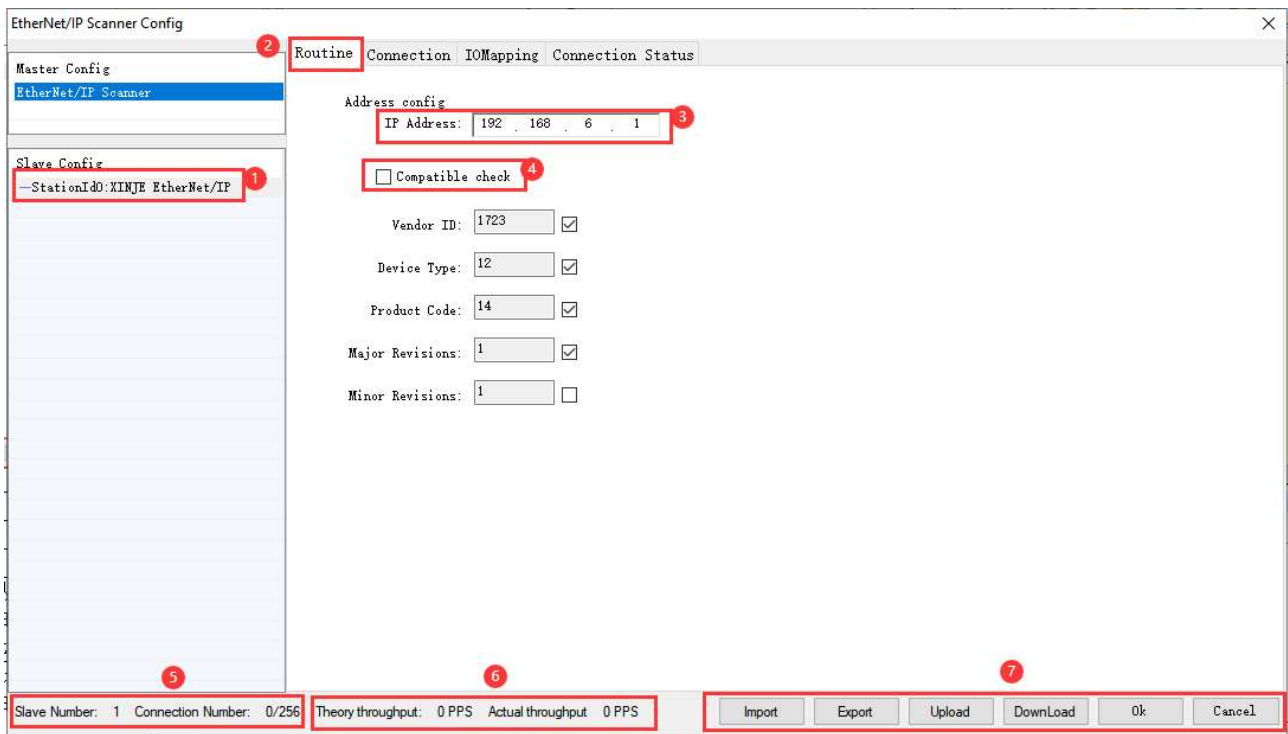 EtherNet/IP Scanner Config
2
Routine Connection IOMapping Connection Status
Master Config
EtherNet/IP Scanner
Address config
IP Address: 192 . 168 . 6 . 1
3
Slave Config
—StationId0:XINJE EtherNet/IP
1
Compatible check
4
Vendor ID: 1723
Device Type: 12
Product Code: 14
Major Revisions: 1
Minor Revisions: 1
5
6
7
Slave Number: 1 Connection Number: 0/256 Theory throughput: 0 PPS Actual throughput 0 PPS Import Export Upload DownLoad Ok Cancel